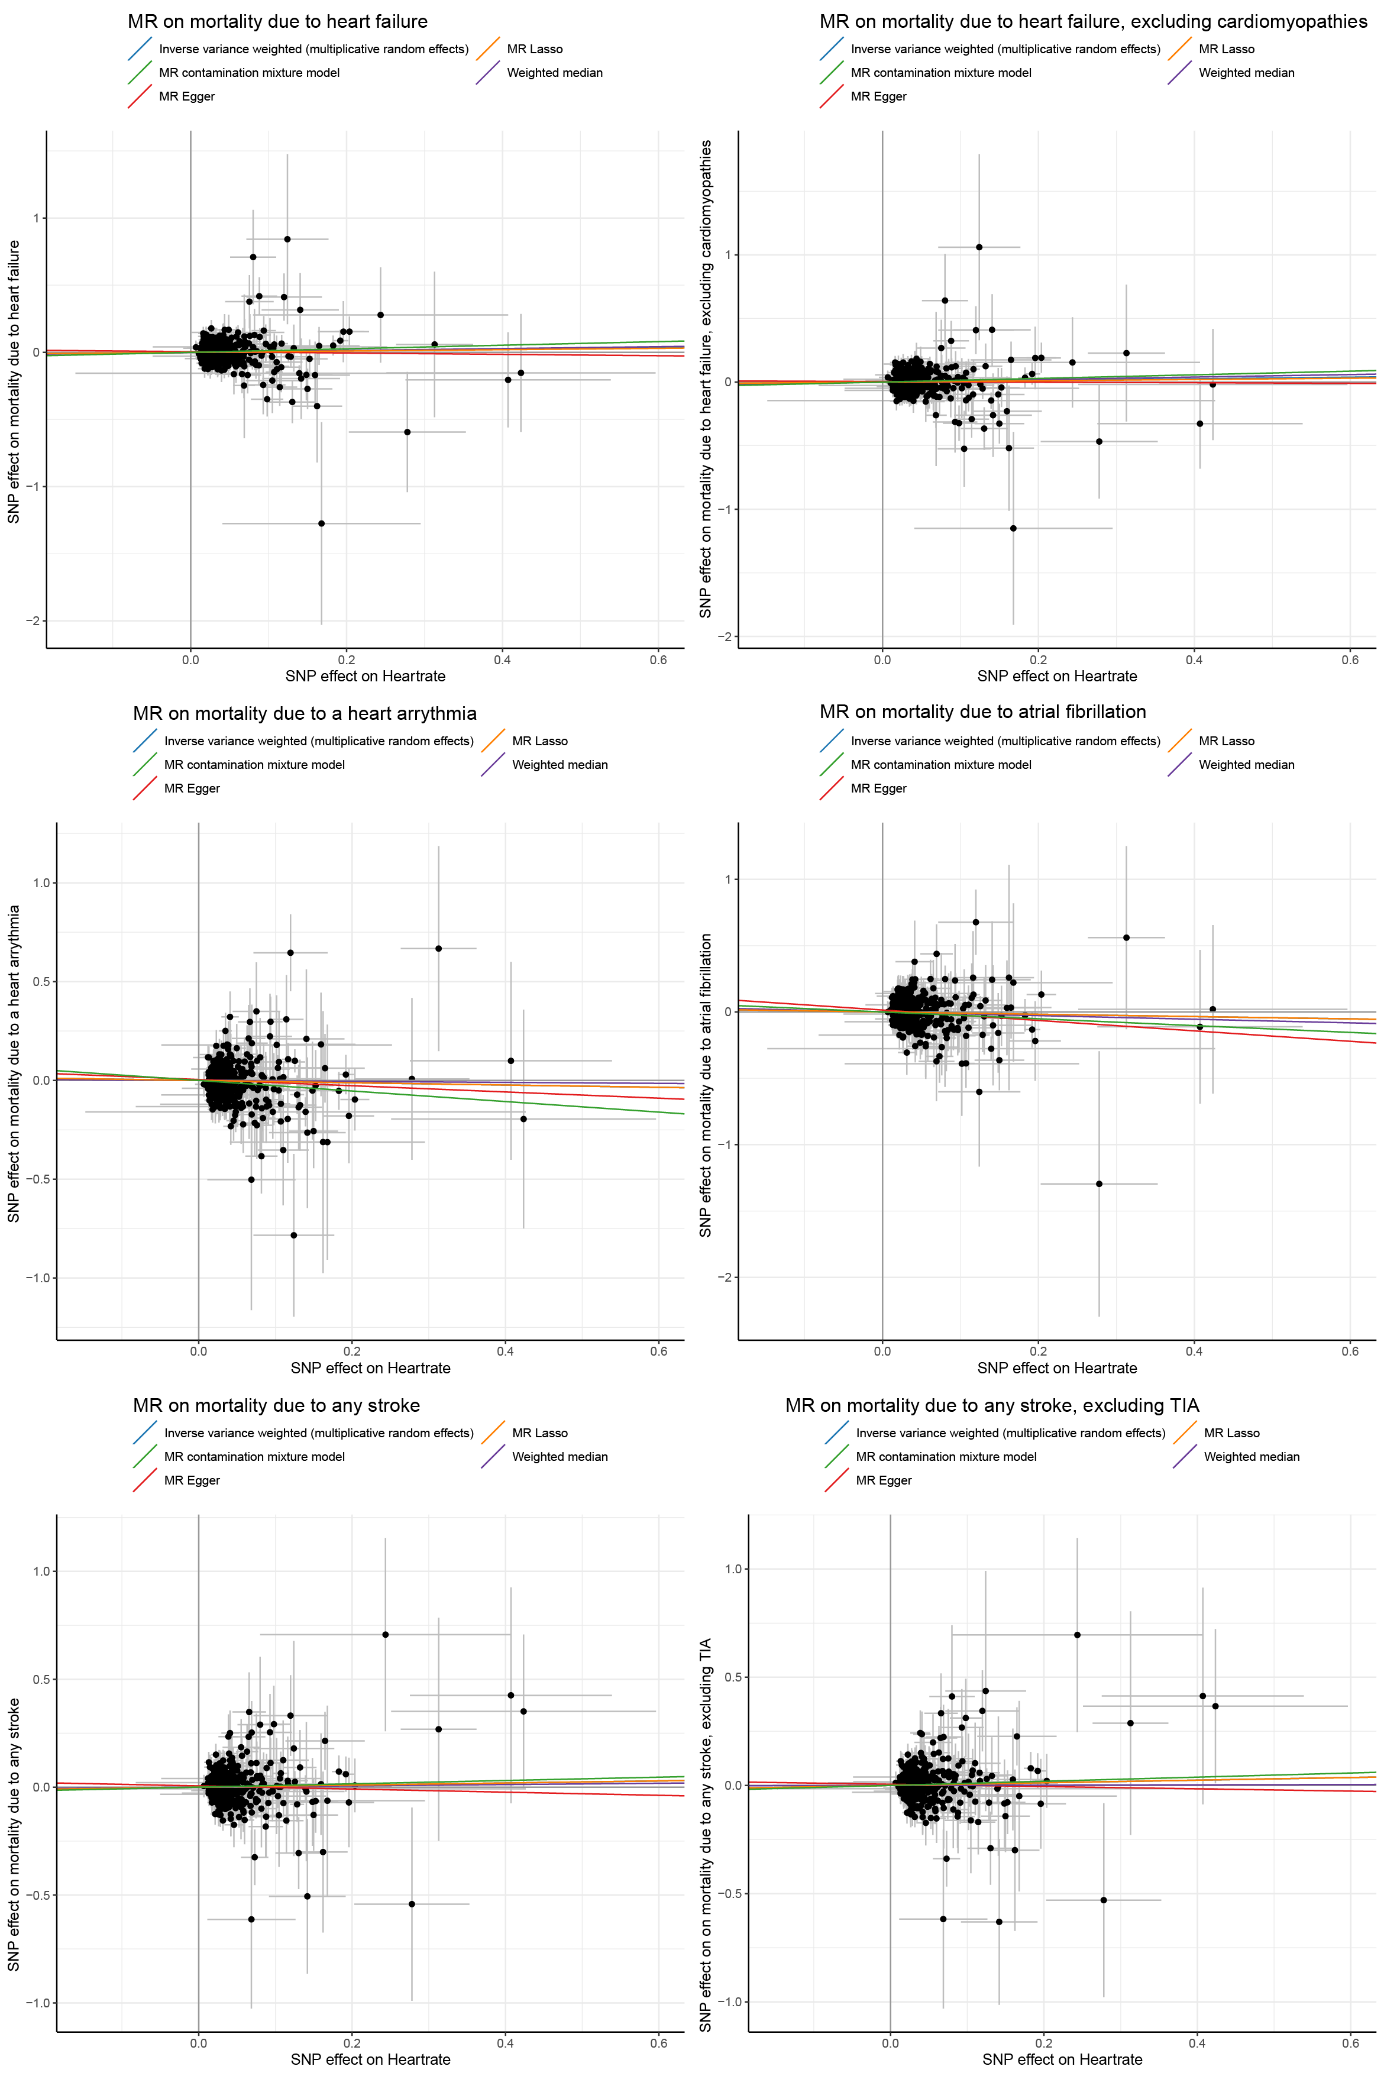 MR on mortality due to heart failure
Inverse variance weighted (multiplicative random effects)
MR Lasso
MR contamination mixture model
Weighted median
MR Egger
SNP effect on mortality due to heart failure
1
0
−1
−2
0.0
0.2
0.4
0.6
SNP effect on Heartrate
MR on mortality due to heart failure, excluding cardiomyopathies
Inverse variance weighted (multiplicative random effects)
MR Lasso
MR contamination mixture model
Weighted median
MR Egger
SNP effect on mortality due to heart failure, excluding cardiomyopathies
1
0
−1
−2
0.0
0.2
0.4
0.6
SNP effect on Heartrate
MR on mortality due to a heart arrythmia
Inverse variance weighted (multiplicative random effects)
MR Lasso
MR contamination mixture model
Weighted median
MR Egger
SNP effect on mortality due to a heart arrythmia
1.0
0.5
0.0
−0.5
−1.0
0.0
0.2
0.4
0.6
SNP effect on Heartrate
MR on mortality due to atrial fibrillation
Inverse variance weighted (multiplicative random effects)
MR Lasso
MR contamination mixture model
Weighted median
MR Egger
SNP effect on mortality due to atrial fibrillation
1
0
−1
−2
0.0
0.2
0.4
0.6
SNP effect on Heartrate
MR on mortality due to any stroke
Inverse variance weighted (multiplicative random effects)
MR Lasso
MR contamination mixture model
Weighted median
MR Egger
SNP effect on mortality due to any stroke
1.0
0.5
0.0
−0.5
−1.0
0.0
0.2
0.4
0.6
SNP effect on Heartrate
MR on mortality due to any stroke, excluding TIA
Inverse variance weighted (multiplicative random effects)
MR Lasso
MR contamination mixture model
Weighted median
MR Egger
SNP effect on on mortality due to any stroke, excluding TIA
1.0
0.5
0.0
−0.5
−1.0
0.0
0.2
0.4
0.6
SNP effect on Heartrate